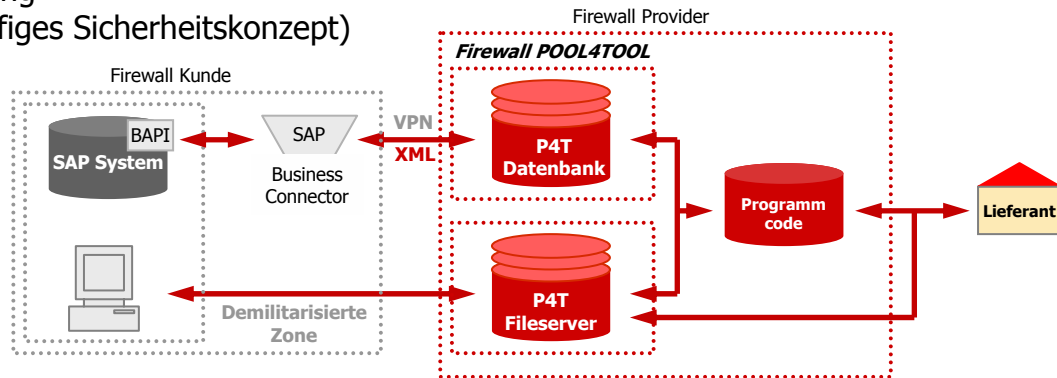 figes Sicherheitskonzept)
Firewall Provider
Firewall POOL4TOOL
Firewall Kunde
BAPI
SAP System
SAP
Business
Connector
VPN
XML
P4T
Datenbank
Programm
code
Lieferant
P4T
Fileserver
Demilitarisierte
Zone